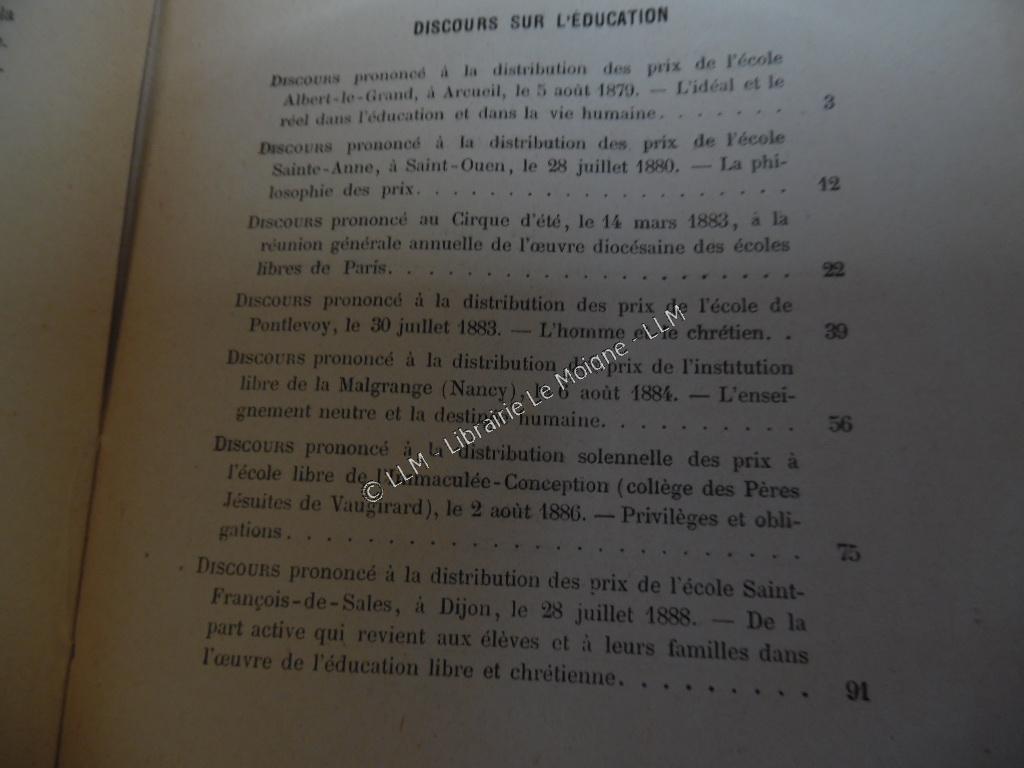 la
DISCOURS SUR L'ÉDUCATION
DISCOURS prononcé à la distribution des prix de l'école
Albert-le-Grand, à Arcueil, le 5 août 1879. — L'idéal et le
réel dans l'éducation et dans la vie humaine. . . . . . . 3
DISCOURS prononcé à la distribution des prix de l'école
Sainte-Anne, à Saint-Ouen, le 28 juillet 1880. — La phi-
losophie des prix. . . . . . . . . . . . . . . . . . . 12
DISCOURS prononcé au Cirque d'été, le 14 mars 1883, à la
réunion générale annuelle de l'œuvre diocésaine des écoles
libres de Paris. . . . . . . . . . . . . . . . . . . . 22
DISCOURS prononcé à la distribution des prix de l'école de
Pontlevoy, le 30 juillet 1883. — L'homme et le chrétien. . 39
DISCOURS prononcé à la distribution des prix de l'institution
libre de la Malgrange (Nancy), le 6 août 1884. — L'ensei-
gnement neutre et la destinée humaine. . . . . . . . . . 56
DISCOURS prononcé à la distribution solennelle des prix à
l'école libre de l'Immaculée-Conception (collège des Pères
Jésuites de Vaugirard), le 2 août 1886. — Privilèges et obli-
gations. . . . . . . . . . . . . . . . . . . . . . . . 75
DISCOURS prononcé à la distribution des prix de l'école Saint-
François-de-Sales, à Dijon, le 28 juillet 1888. — De la
part active qui revient aux élèves et à leurs familles dans
l'œuvre de l'éducation libre et chrétienne. . . . . . . . . 91
© LLM - Librairie Le Moigne - LLM